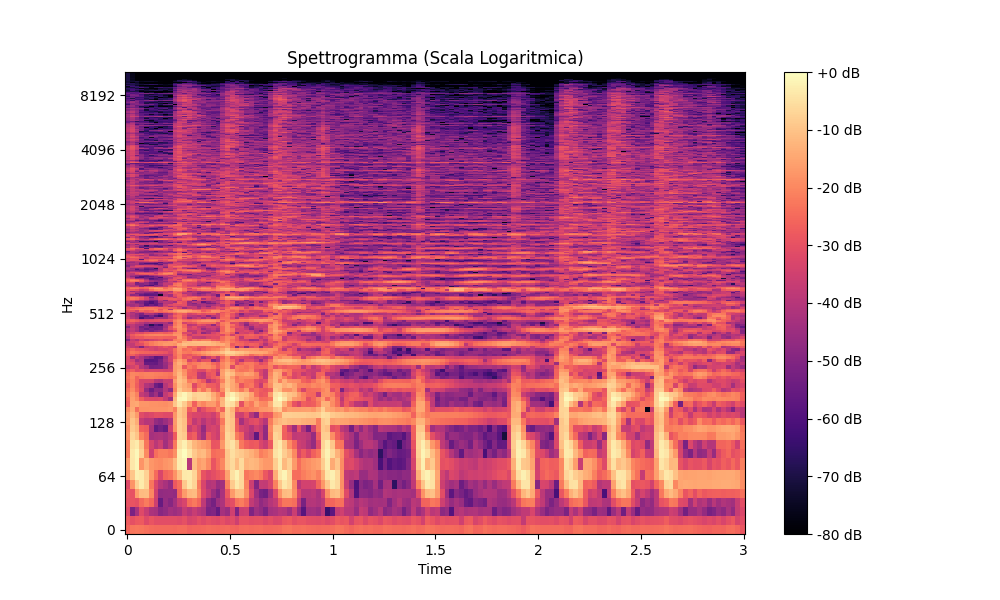 Spettrogramma (Scala Logaritmica)
8192
4096
2048
1024
512
256
128
64
0
Hz
0
0.5
1
1.5
2
2.5
3
Time
+0 dB
-10 dB
-20 dB
-30 dB
-40 dB
-50 dB
-60 dB
-70 dB
-80 dB